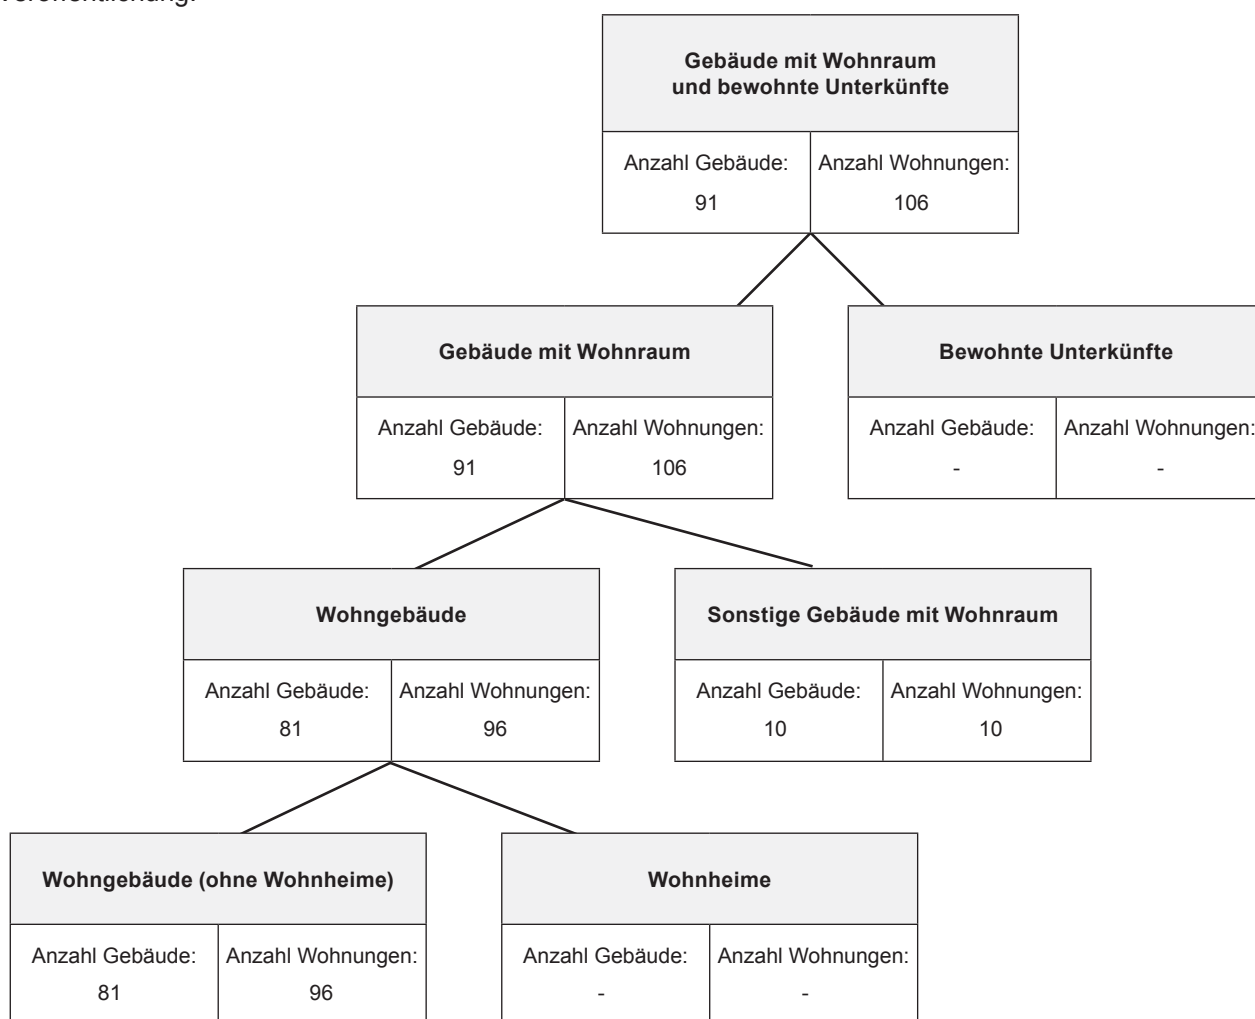 Veröffentlichung.
Gebäude mit Wohnraum
und bewohnte Unterkünfte
Anzahl Gebäude: Anzahl Wohnungen:
91 106
Gebäude mit Wohnraum Bewohnte Unterkünfte
Anzahl Gebäude: Anzahl Wohnungen: Anzahl Gebäude: Anzahl Wohnungen:
91 106 - -
Wohngebäude Sonstige Gebäude mit Wohnraum
Anzahl Gebäude: Anzahl Wohnungen: Anzahl Gebäude: Anzahl Wohnungen:
81 96 10 10
Wohngebäude (ohne Wohnheime) Wohnheime
Anzahl Gebäude: Anzahl Wohnungen: Anzahl Gebäude: Anzahl Wohnungen:
81 96 - -